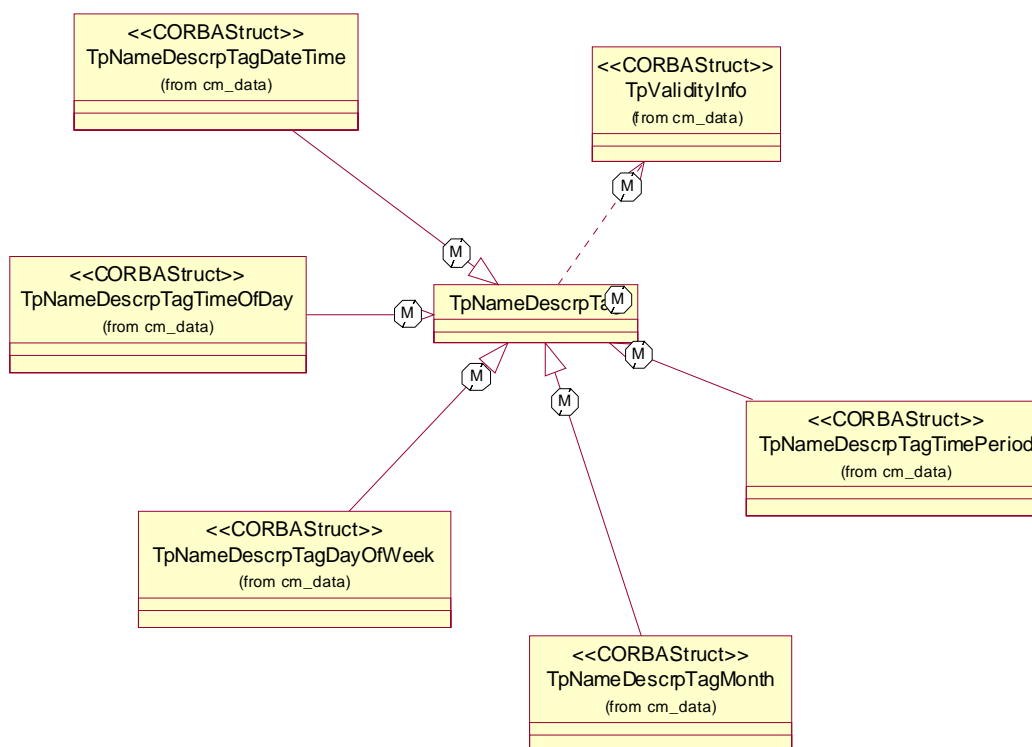 <<CORBAStruct>>
TpNameDescrpTagDateTime
(from cm_data)
<<CORBAStruct>>
TpValidityInfo
(from cm_data)
M
M
<<CORBAStruct>>
TpNameDescrpTagTimeOfDay
(from cm_data)
M
TpNameDescrpTag
M
M
M
M
<<CORBAStruct>>
TpNameDescrpTagTimePeriod
(from cm_data)
<<CORBAStruct>>
TpNameDescrpTagDayOfWeek
(from cm_data)
<<CORBAStruct>>
TpNameDescrpTagMonth
(from cm_data)